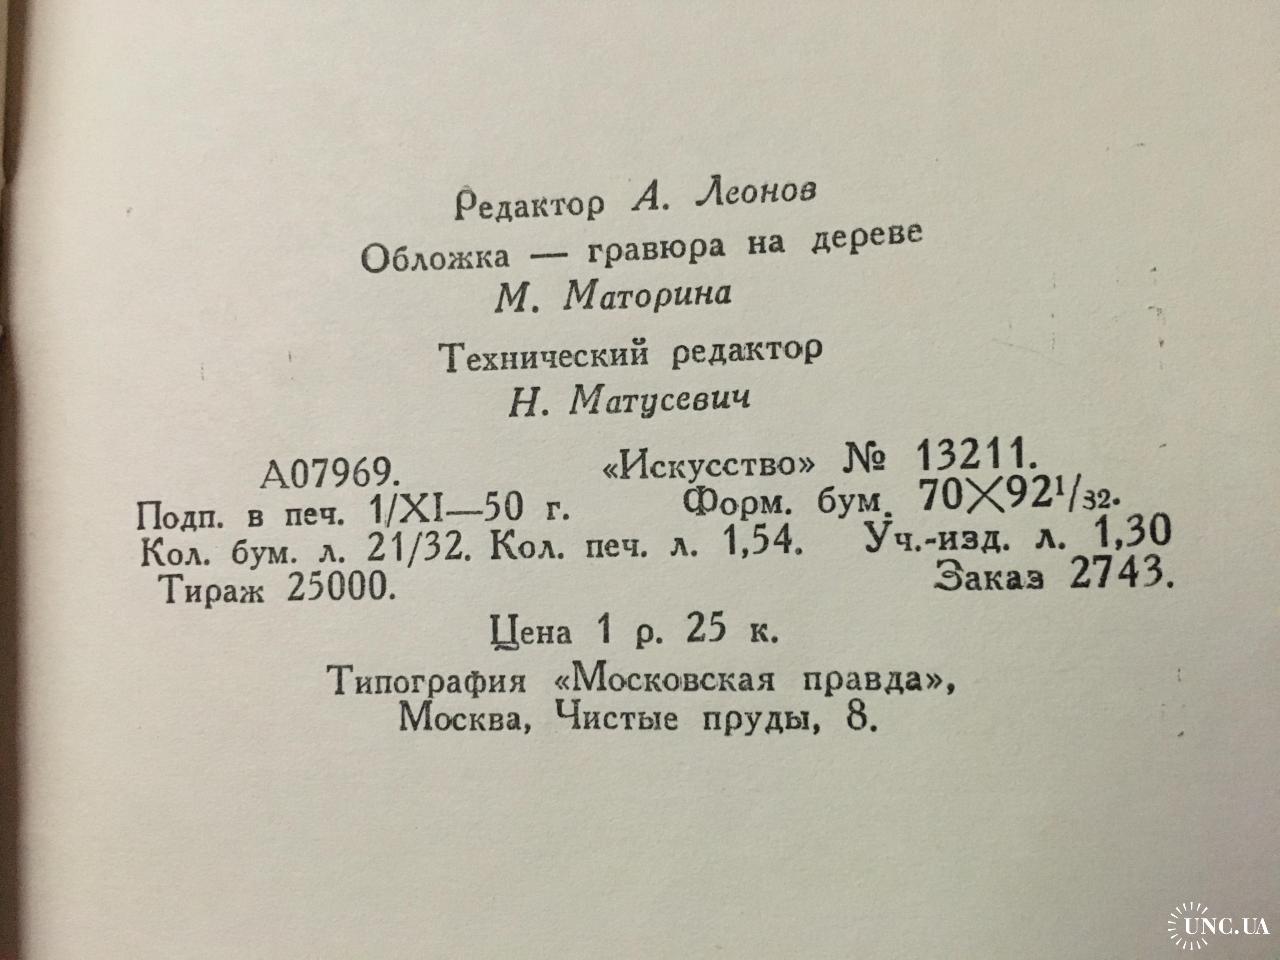 Редактор А. Леонов
Обложка — гравюра на дереве
М. Маторина
Технический редактор
Н. Матусевич
А07969. «Искусство» № 13211.
Подп. в печ. 1/XI—50 г. Форм. бум. 70×92 1/32.
Кол. бум. л. 21/32. Кол. печ. л. 1,54. Уч.-изд. л. 1,30
Тираж 25000. Заказ 2743.
Цена 1 р. 25 к.
Типография «Московская правда»,
Москва, Чистые пруды, 8.
UNC.UA